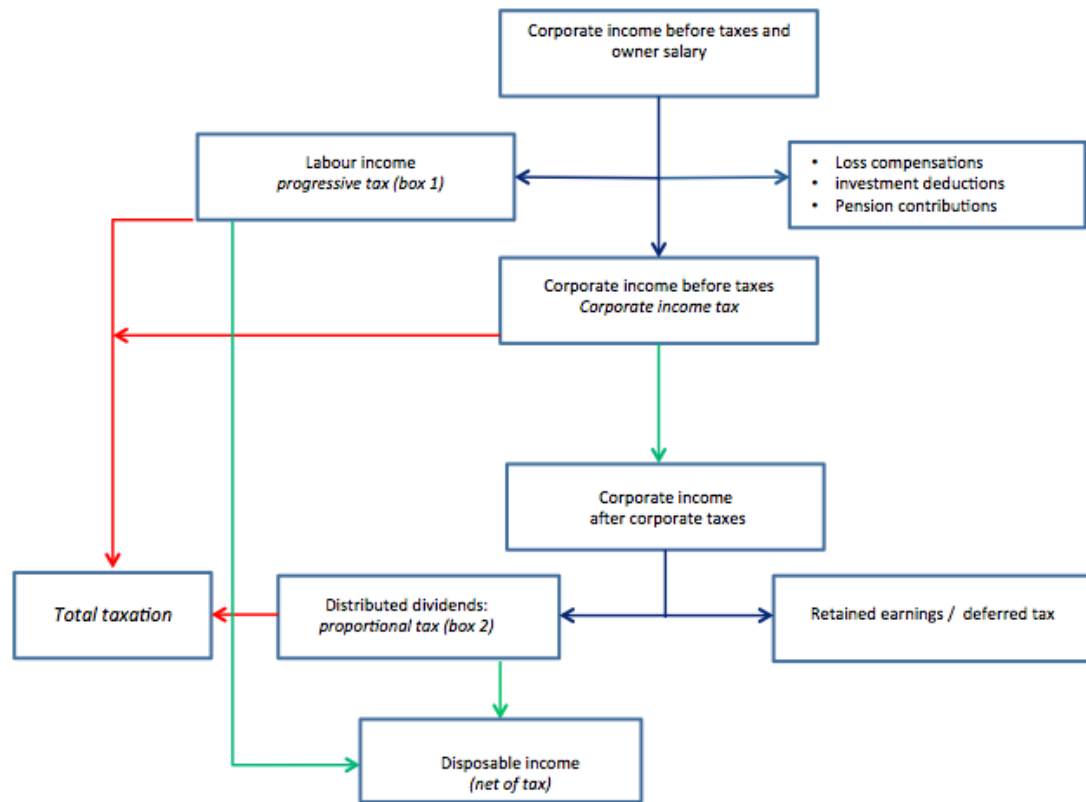 Corporate income before taxes and
owner salary
Labour income
progressive tax (box 1)
• Loss compensations
• investment deductions
• Pension contributions
Corporate income before taxes
Corporate income tax
Corporate income
after corporate taxes
Total taxation
Distributed dividends:
proportional tax (box 2)
Retained earnings / deferred tax
Disposable income
(net of tax)